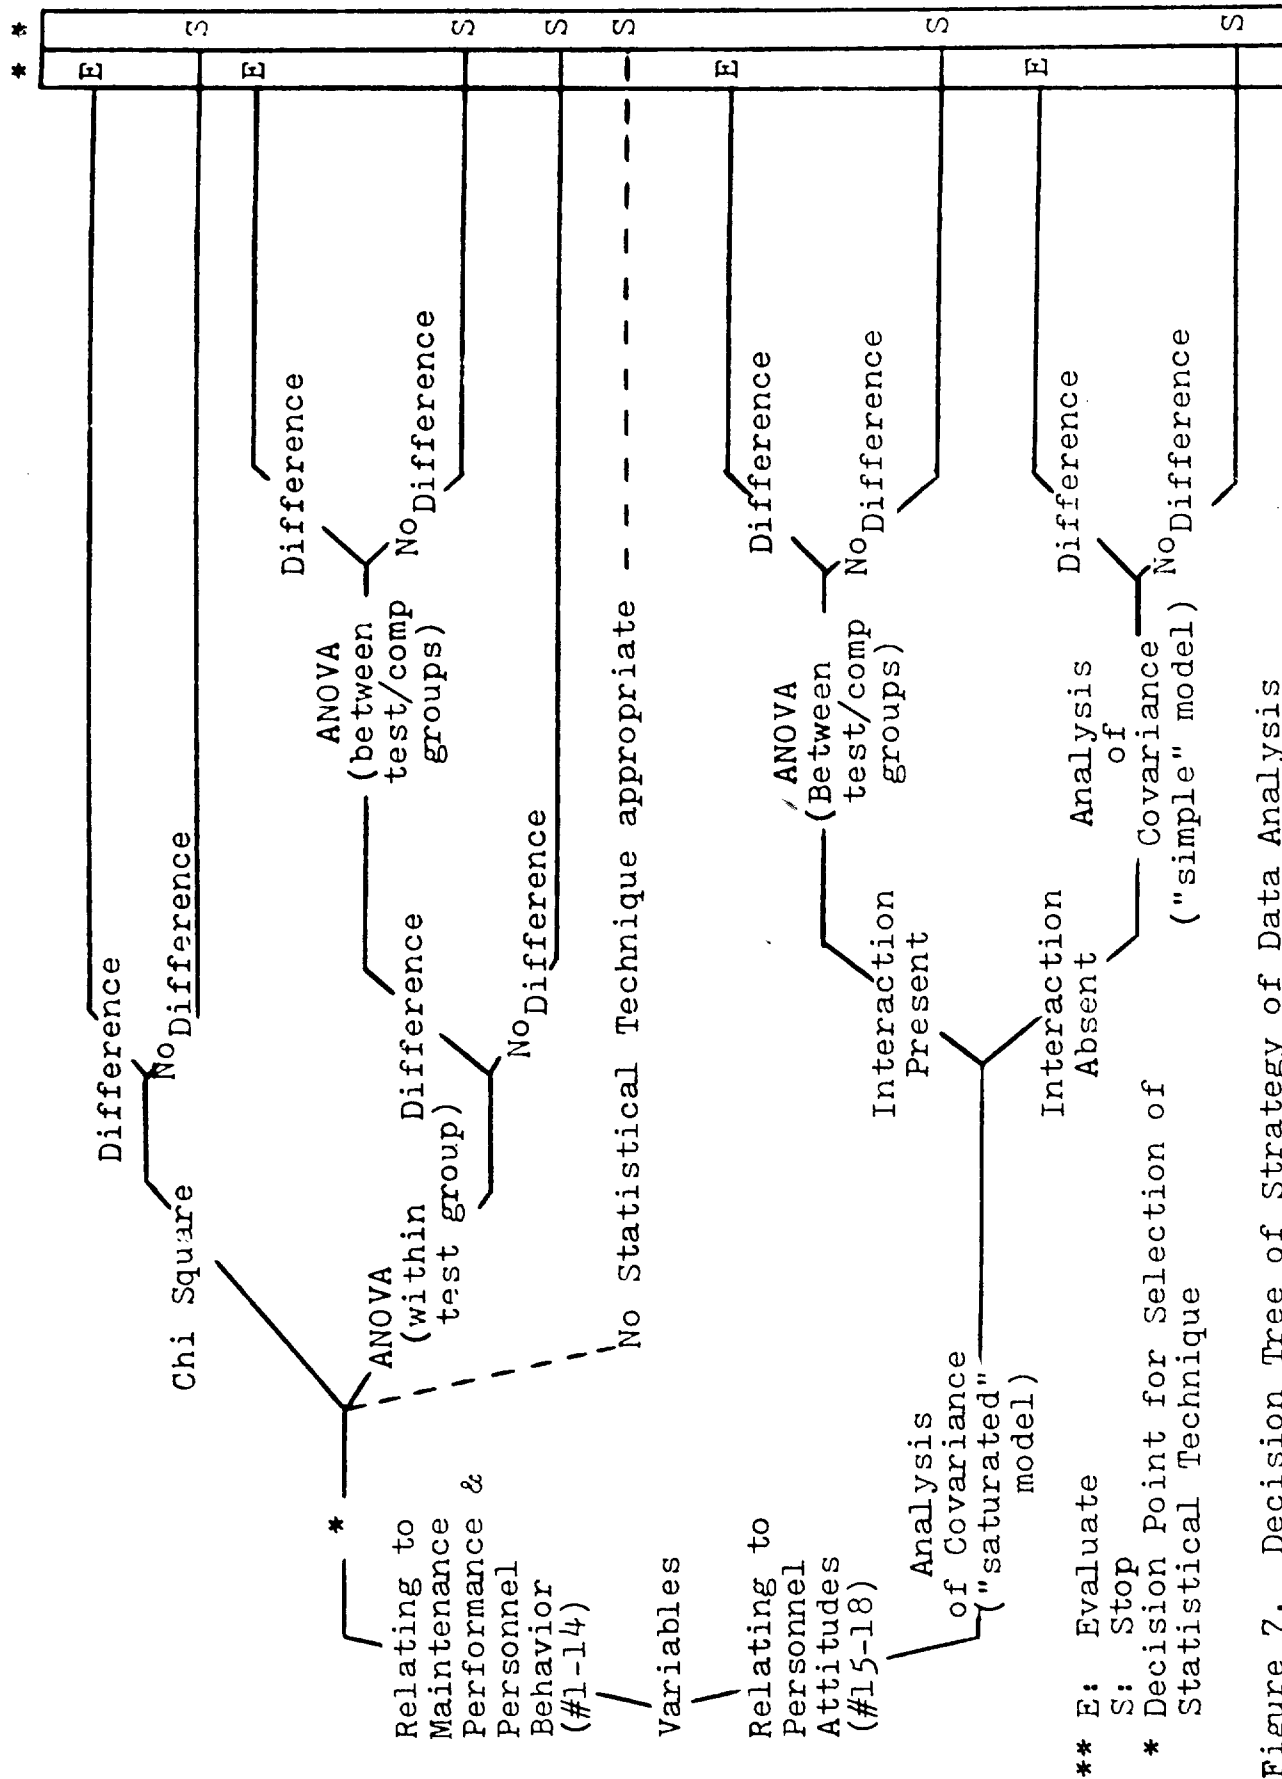 **
E
S
E
S
S
S
E
S
E
S
Difference
No Difference
Chi Square
Difference
No Difference
ANOVA
(between
test/comp
groups)
Difference
No Difference
ANOVA
(within
test group)
No Statistical Technique appropriate
*
Relating to
Maintenance
Performance &
Personnel
Behavior
(#1-14)
Variables
Relating to
Personnel
Attitudes
(#15-18)
Analysis
of Covariance
("saturated"
model)
Interaction
Present
Interaction
Absent
ANOVA
(Between
test/comp
groups)
Difference
No Difference
Analysis
of
Covariance
("simple" model)
Difference
No Difference
** E: Evaluate
S: Stop
* Decision Point for Selection of
Statistical Technique
Figure 7. Decision Tree of Strategy of Data Analysis